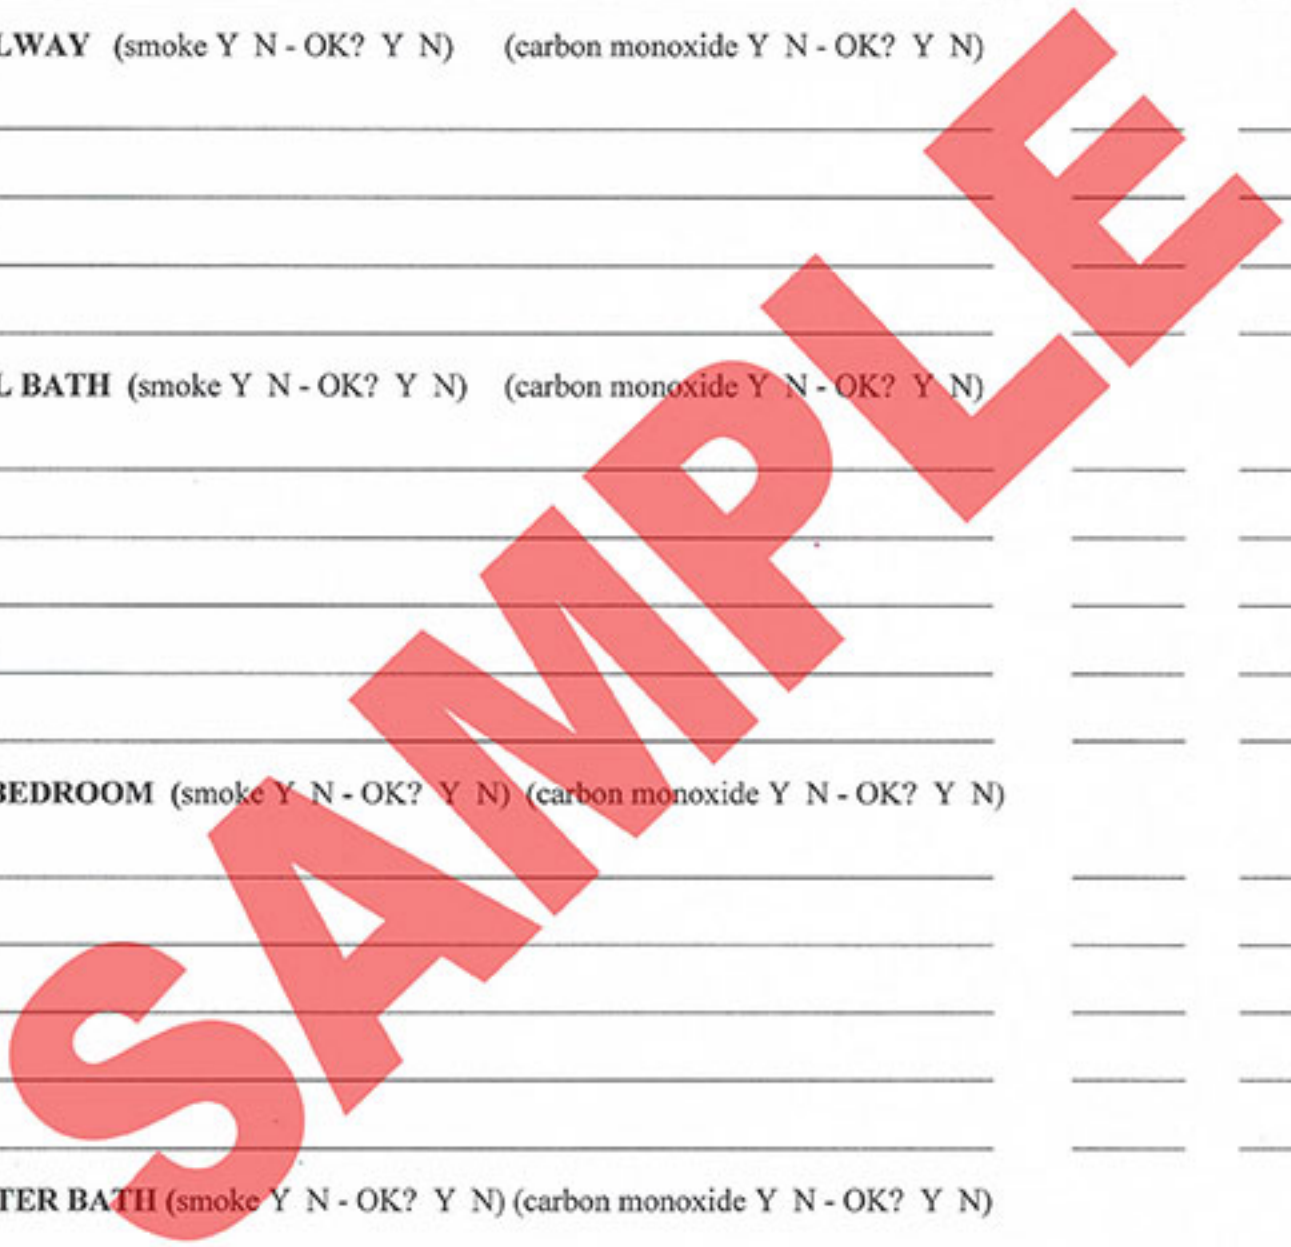 LWAY (smoke Y N - OK? Y N) (carbon monoxide Y N - OK? Y N)
L BATH (smoke Y N - OK? Y N) (carbon monoxide Y N - OK? Y N)
BEDROOM (smoke Y N - OK? Y N) (carbon monoxide Y N - OK? Y N)
TER BATH (smoke Y N - OK? Y N) (carbon monoxide Y N - OK? Y N)
SAMPLE